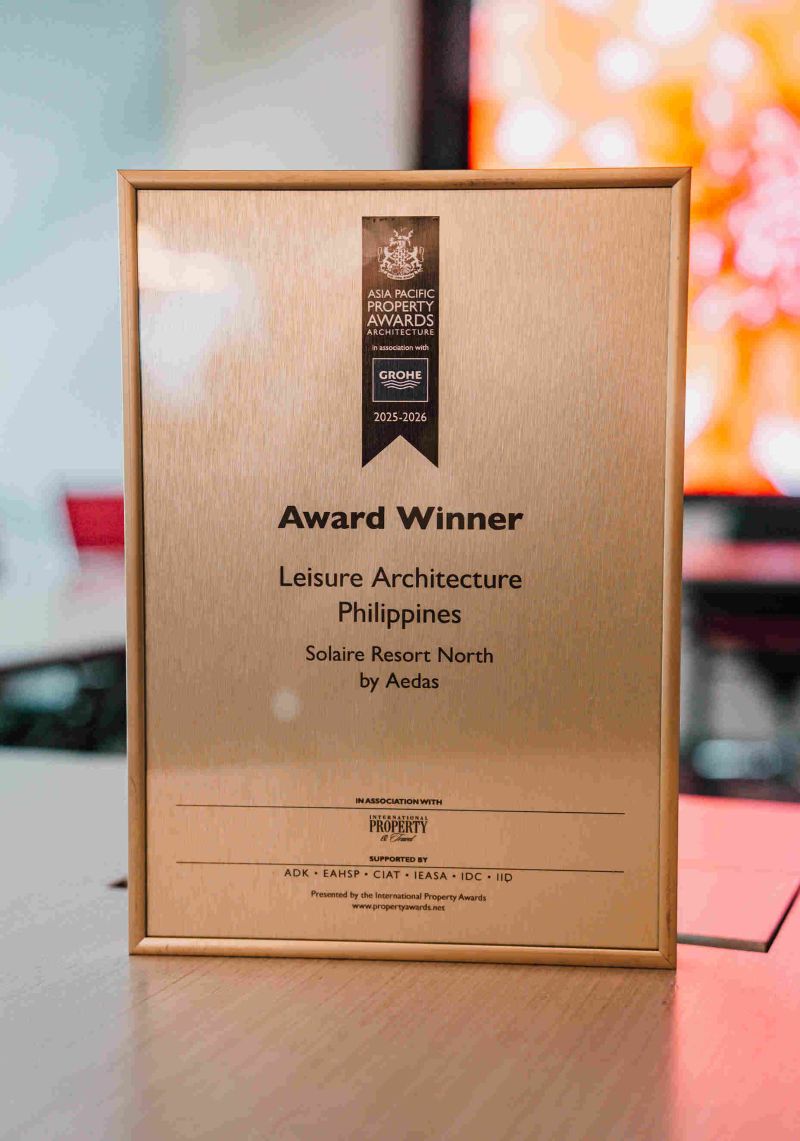 ASIA PACIFIC
PROPERTY
AWARDS
ARCHITECTURE
in association with
GROHE
2025-2026
Award Winner
Leisure Architecture
Philippines
Solaire Resort North
by Aedas
IN ASSOCIATION WITH
INTERNATIONAL
PROPERTY
& Travel
SUPPORTED BY
ADK • EAHSP • CIAT • IEASA • IDC • IID
Presented by the International Property Awards
www.propertyawards.net